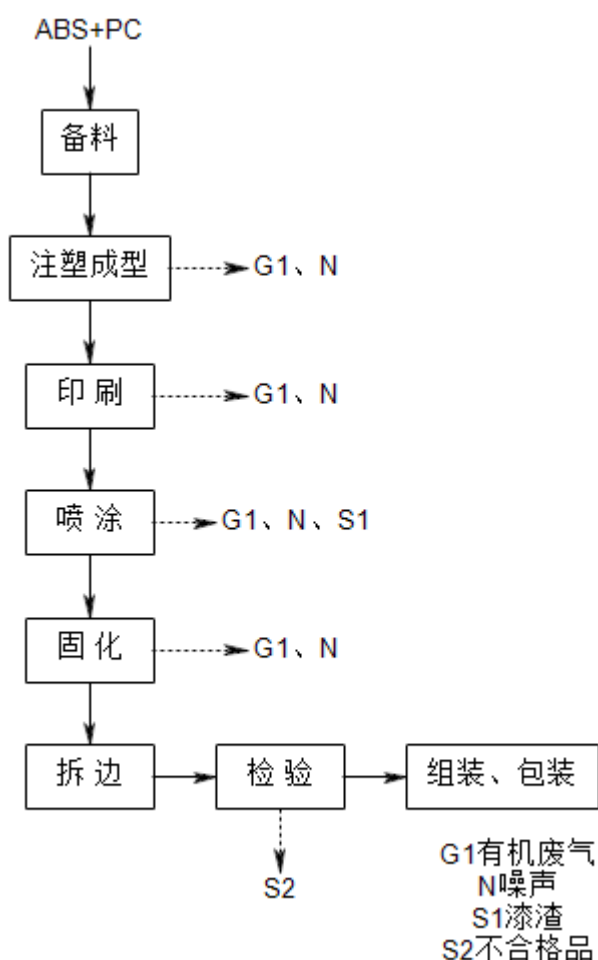 ABS+PC
备料
注塑成型
G1、N
印刷
G1、N
喷涂
G1、N、S1
固化
G1、N
拆边
检验
组装、包装
S2
G1有机废气
N噪声
S1漆渣
S2不合格品